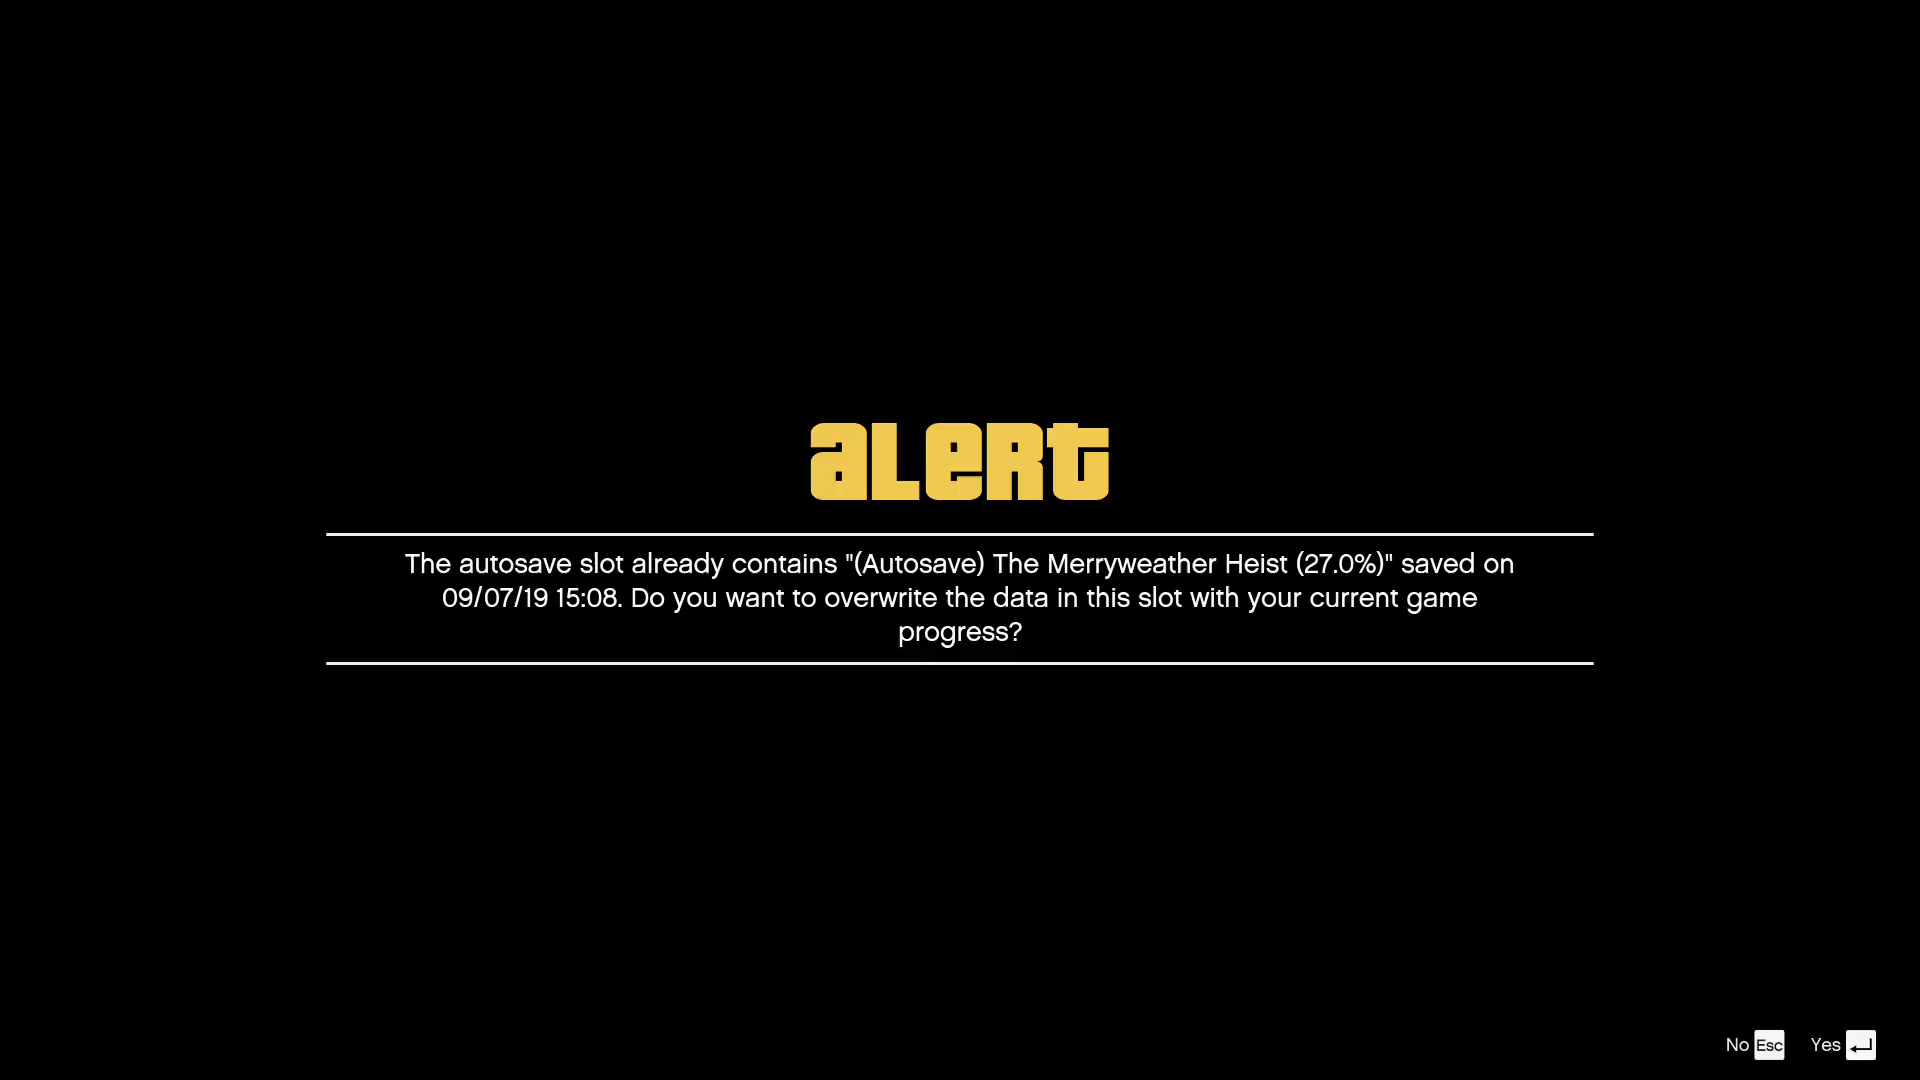 aLeRt
The autosave slot already contains "(Autosave) The Merryweather Heist (27.0%)" saved on
09/07/19 15:08. Do you want to overwrite the data in this slot with your current game
progress?
No Esc Yes